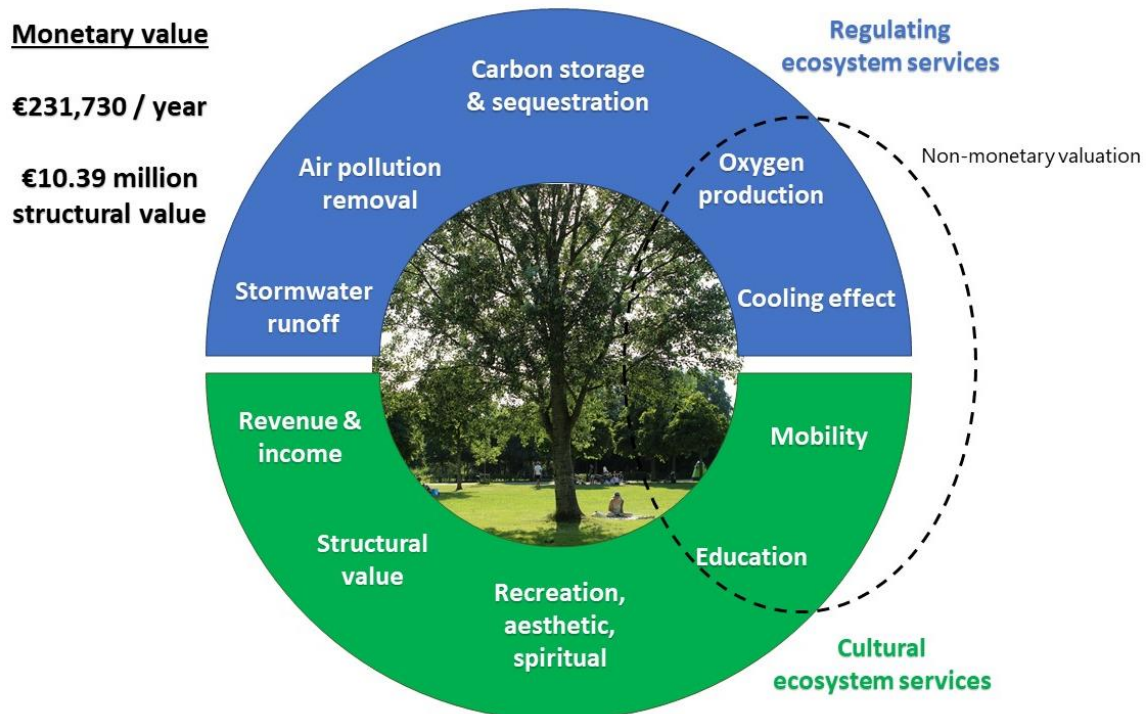 Monetary value
€231,730 / year
€10.39 million
structural value
Regulating
ecosystem services
Non-monetary valuation
Carbon storage
& sequestration
Air pollution
removal
Oxygen
production
Stormwater
runoff
Cooling effect
Revenue &
income
Mobility
Structural
value
Education
Recreation,
aesthetic,
spiritual
Cultural
ecosystem services